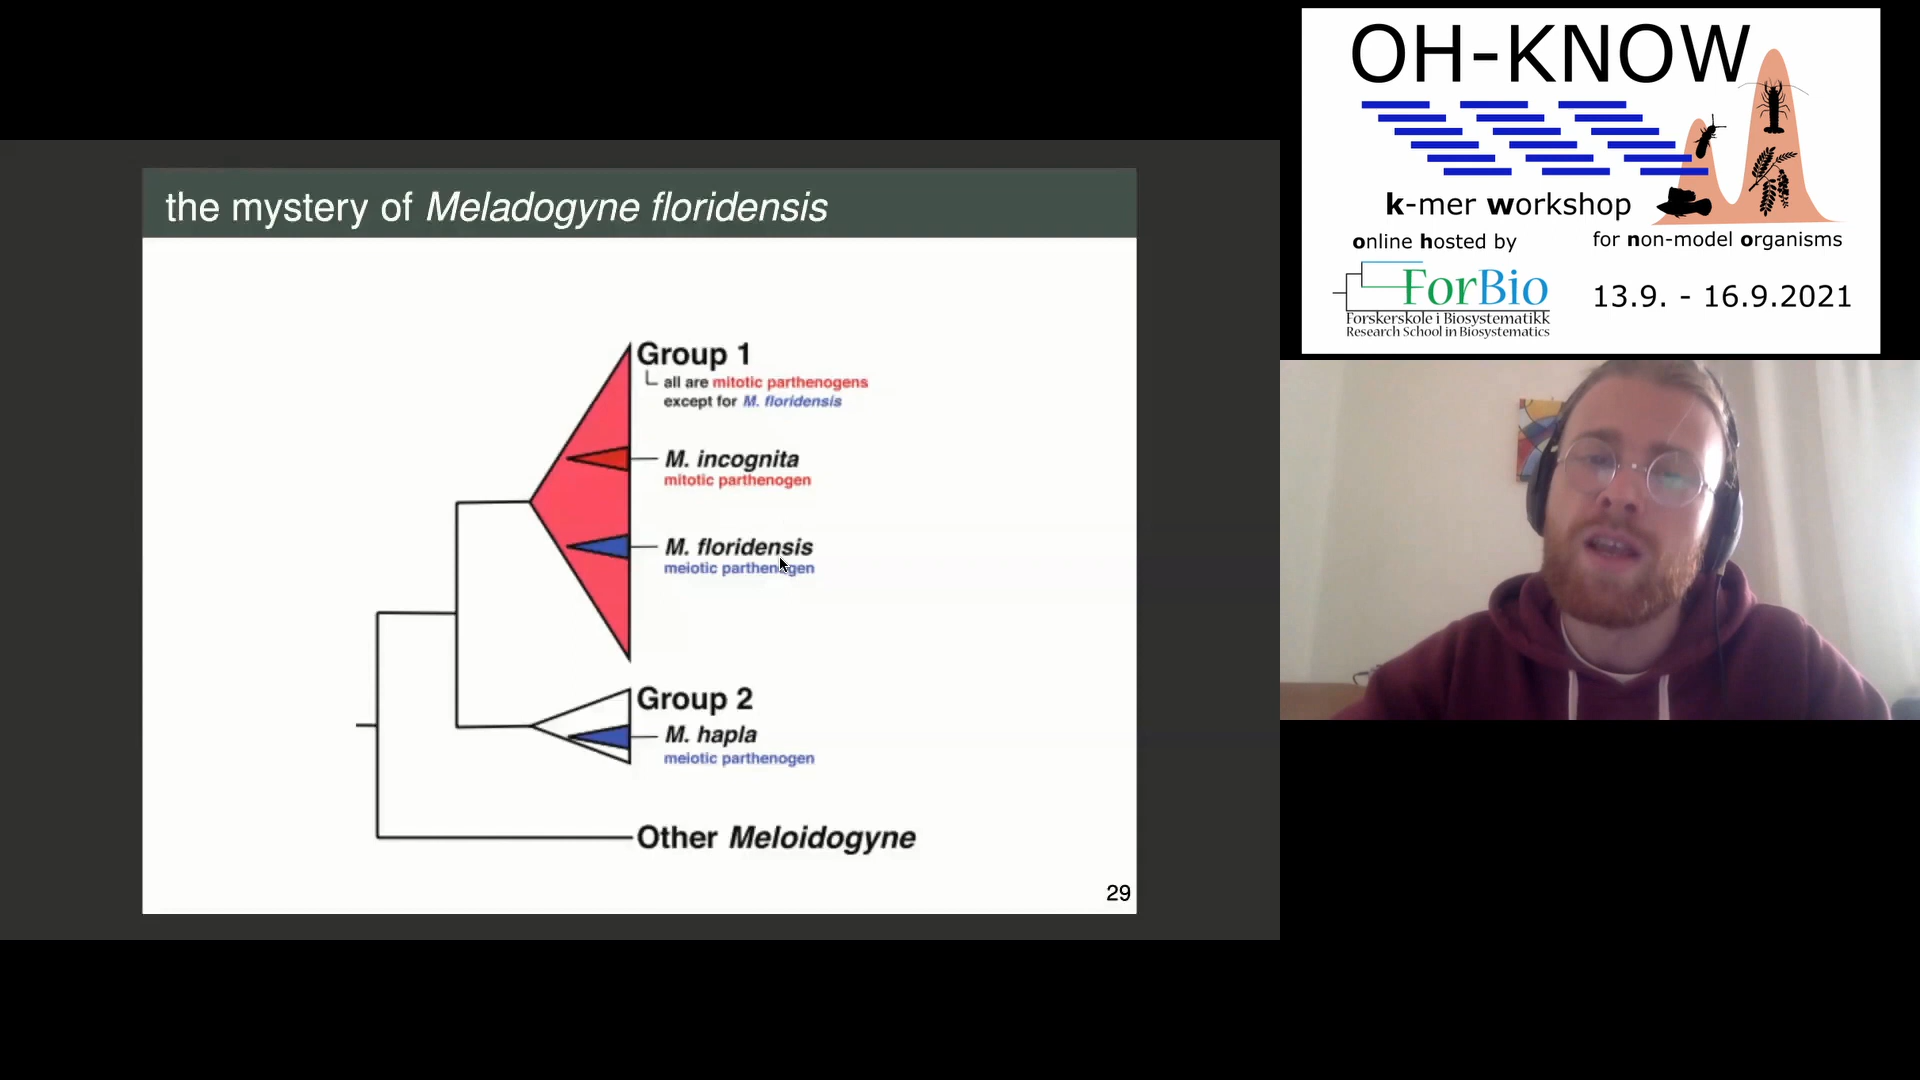 the mystery of Meladogyne floridensis
Group 1
all are mitotic parthenogens
except for M. floridensis
M. incognita
mitotic parthenogen
M. floridensis
meiotic parthenogen
Group 2
M. hapla
meiotic parthenogen
Other Meloidogyne
29
OH-KNOW
k-mer workshop
online hosted by
for non-model organisms
ForBio
Forskerskole i Biosystematikk
Research School in Biosystematics
13.9. - 16.9.2021